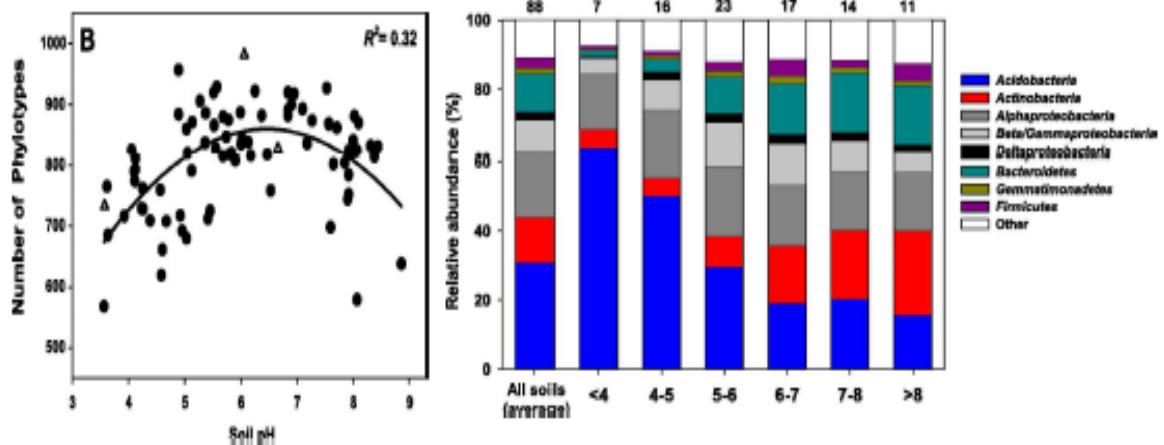 B
R²= 0.32
Number of Phylotypes
1000
900
800
700
600
500
3 4 5 6 7 8 9
Soil pH
88 7 16 23 17 14 11
Relative abundance (%)
100
80
60
40
20
0
All soils
(average)
<4 4-5 5-6 6-7 7-8 >8
Acidobacteria
Actinobacteria
Alphaproteobacteria
Beta/Gammaproteobacteria
Deltaproteobacteria
Bacteroidetes
Gemmatimonadetes
Firmicutes
Other